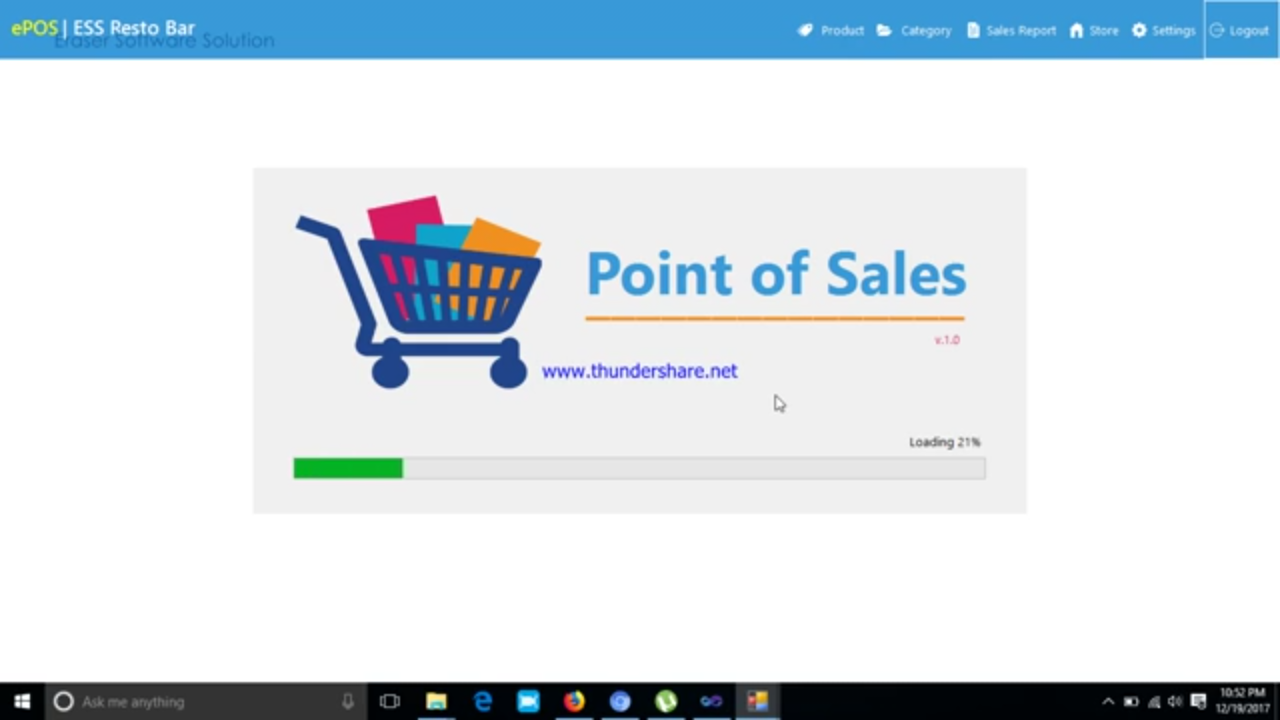 ePOS | ESS Resto Bar
Eraser Software Solution
Product
Category
Sales Report
Store
Settings
Logout
Point of Sales
v.1.0
www.thundershare.net
Loading 21%
Ask me anything
10:52 PM
12/19/2017